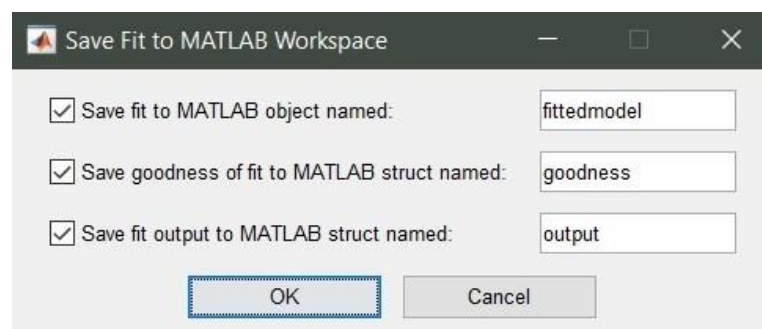 Save Fit to MATLAB Workspace
Save fit to MATLAB object named: fittedmodel
Save goodness of fit to MATLAB struct named: goodness
Save fit output to MATLAB struct named: output
OK Cancel